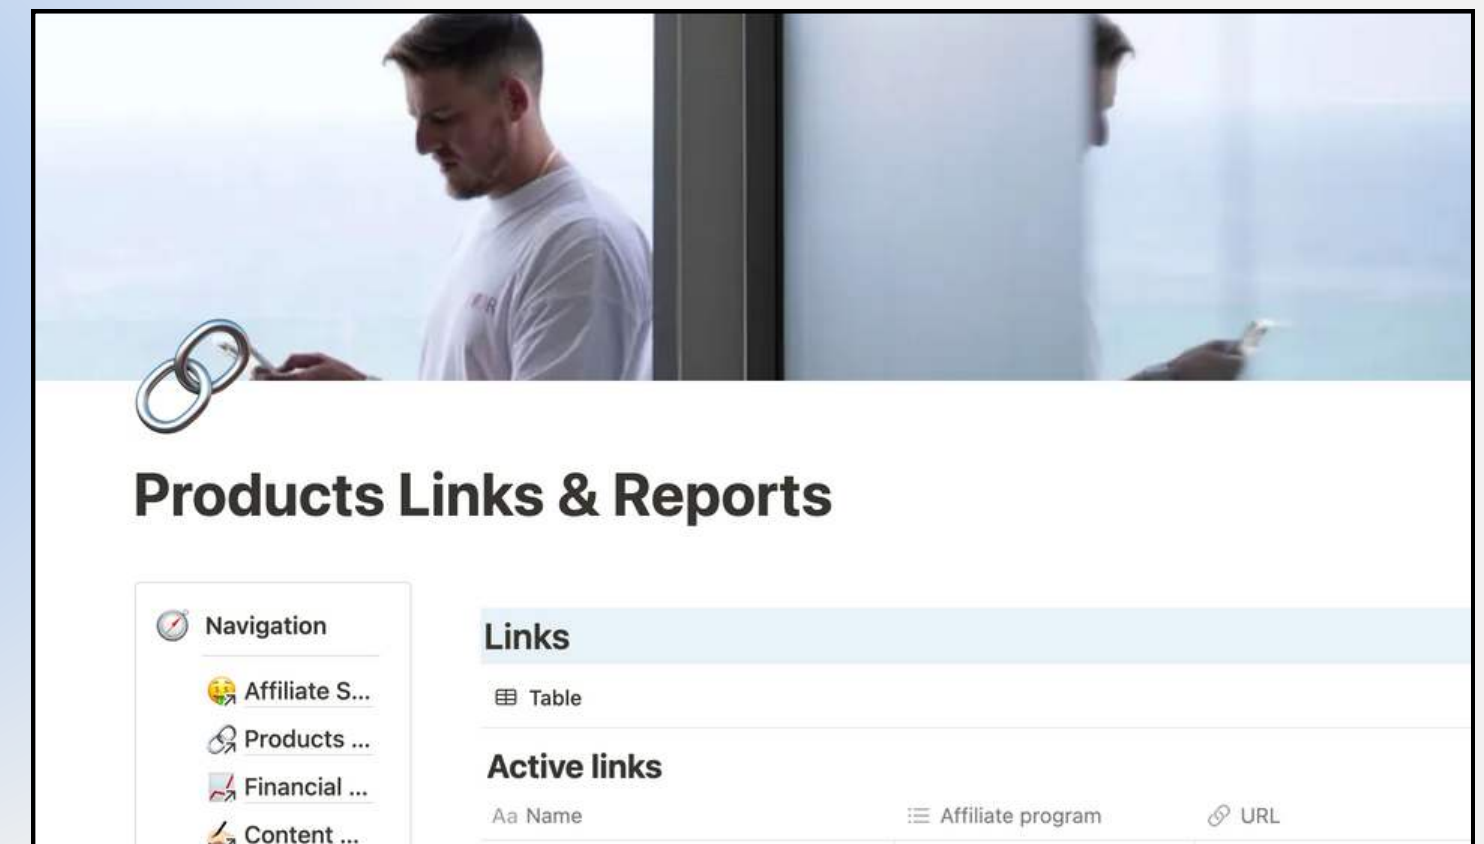 Products Links & Reports
Navigation
Affiliate S...
Products ...
Financial ...
Content ...
Links
Table
Active links
Aa Name
Affiliate program
URL